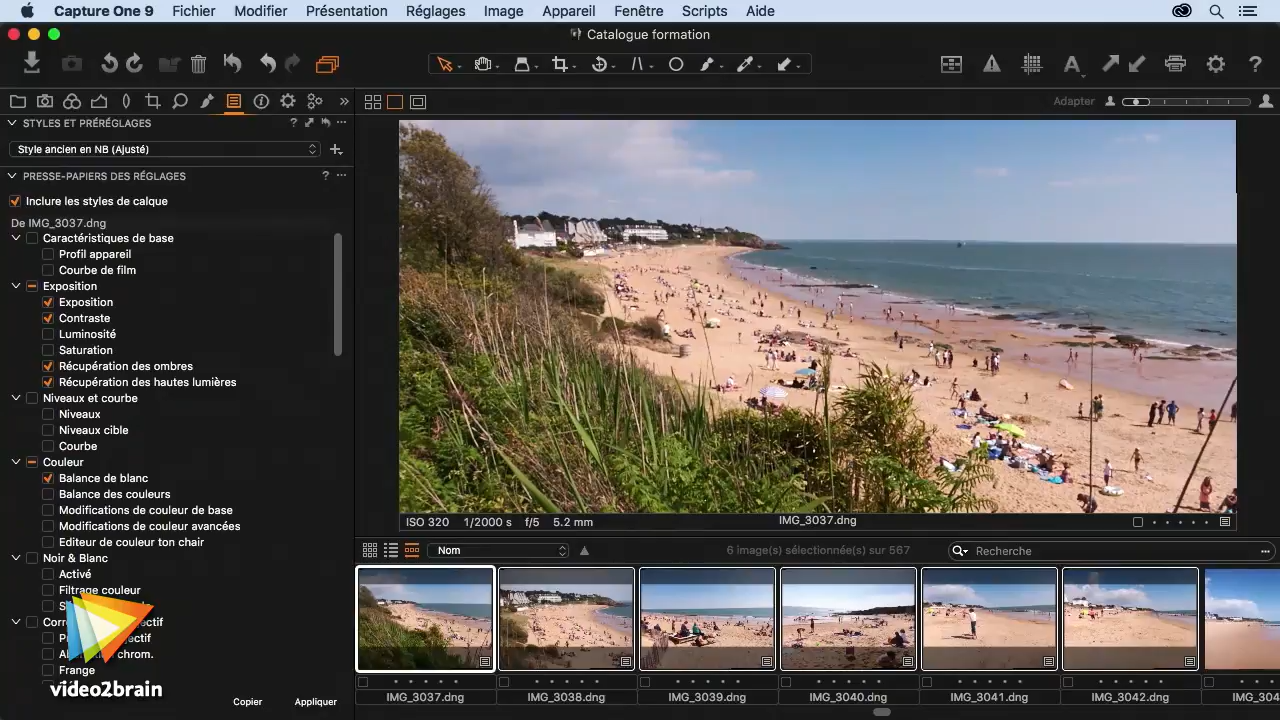 Capture One 9 Fichier Modifier Présentation Réglages Image Appareil Fenêtre Scripts Aide
Catalogue formation
Adapter
STYLES ET PRÉRÉGLAGES
Style ancien en NB (Ajusté)
PRESSE-PAPIERS DES RÉGLAGES
Inclure les styles de calque
De IMG_3037.dng
Caractéristiques de base
Profil appareil
Courbe de film
Exposition
Exposition
Contraste
Luminosité
Saturation
Récupération des ombres
Récupération des hautes lumières
Niveaux et courbe
Niveaux
Niveaux cible
Courbe
Couleur
Balance de blanc
Balance des couleurs
Modifications de couleur de base
Modifications de couleur avancées
Editeur de couleur ton chair
Noir & Blanc
Activé
Filtrage couleur
chrom.
Frange
video2brain
Copier Appliquer
ISO 320 1/2000 s f/5 5.2 mm IMG_3037.dng
Nom 6 image(s) sélectionnée(s) sur 567 Recherche
IMG_3037.dng IMG_3038.dng IMG_3039.dng IMG_3040.dng IMG_3041.dng IMG_3042.dng